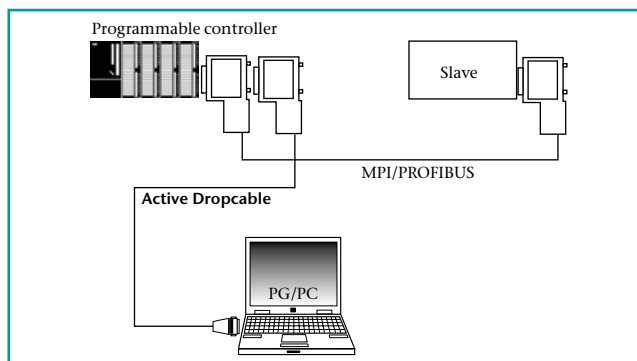 Programmable controller
Slave
MPI/PROFIBUS
Active Dropcable
PG/PC